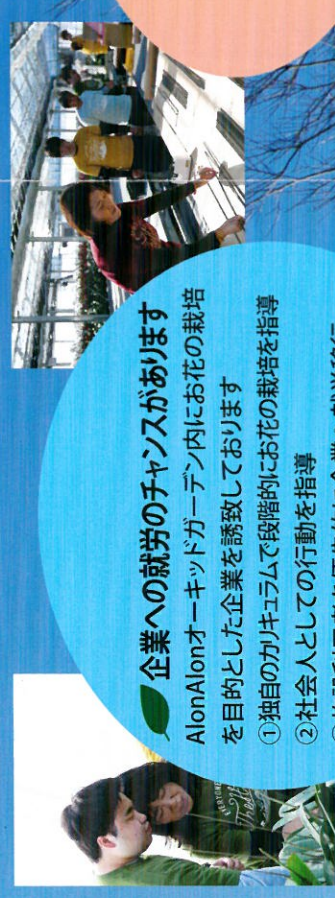 企業への就労のチャンスがあります
AlonAlonオーキッドガーデン内にお花の栽培
を目的とした企業を誘致しております
①独自のカリキュラムで段階的にお花の栽培を指導
②社会人としての行動を指導